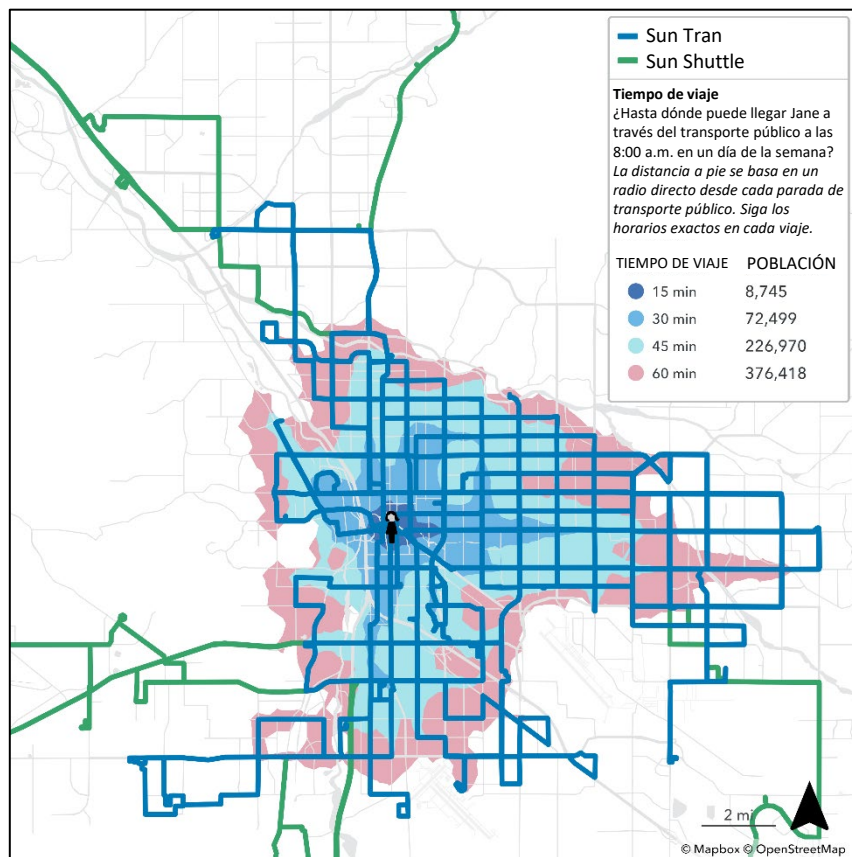 Sun Tran
Sun Shuttle
Tiempo de viaje
¿Hasta dónde puede llegar Jane a
través del transporte público a las
8:00 a.m. en un día de la semana?
La distancia a pie se basa en un
radio directo desde cada parada de
transporte público. Siga los
horarios exactos en cada viaje.
TIEMPO DE VIAJE POBLACIÓN
15 min 8,745
30 min 72,499
45 min 226,970
60 min 376,418
2 mi
© Mapbox © OpenStreetMap